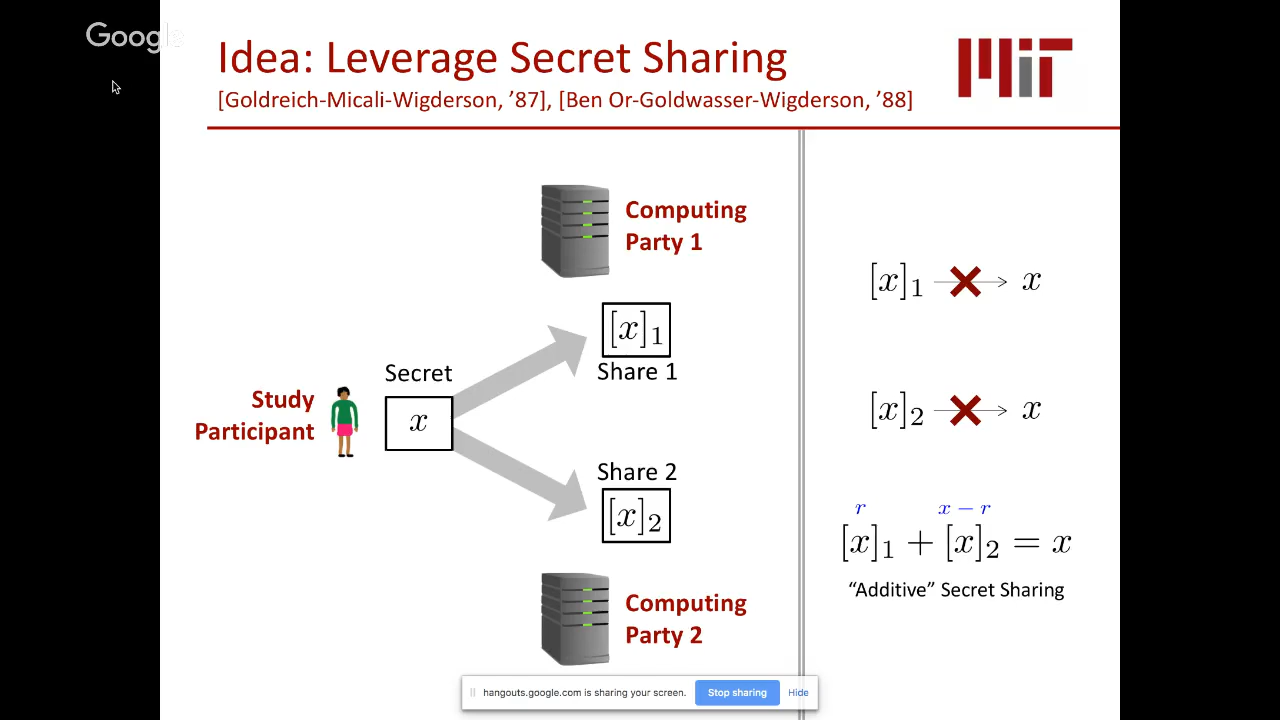 Google
Idea: Leverage Secret Sharing
[Goldreich-Micali-Wigderson, ’87], [Ben Or-Goldwasser-Wigderson, ’88]
MIT
Computing
Party 1
[x]₁
Share 1
Secret
x
Study
Participant
Share 2
[x]₂
Computing
Party 2
[x]₁ → x
[x]₂ → x
r x − r
[x]₁ + [x]₂ = x
“Additive” Secret Sharing
hangouts.google.com is sharing your screen. Stop sharing Hide